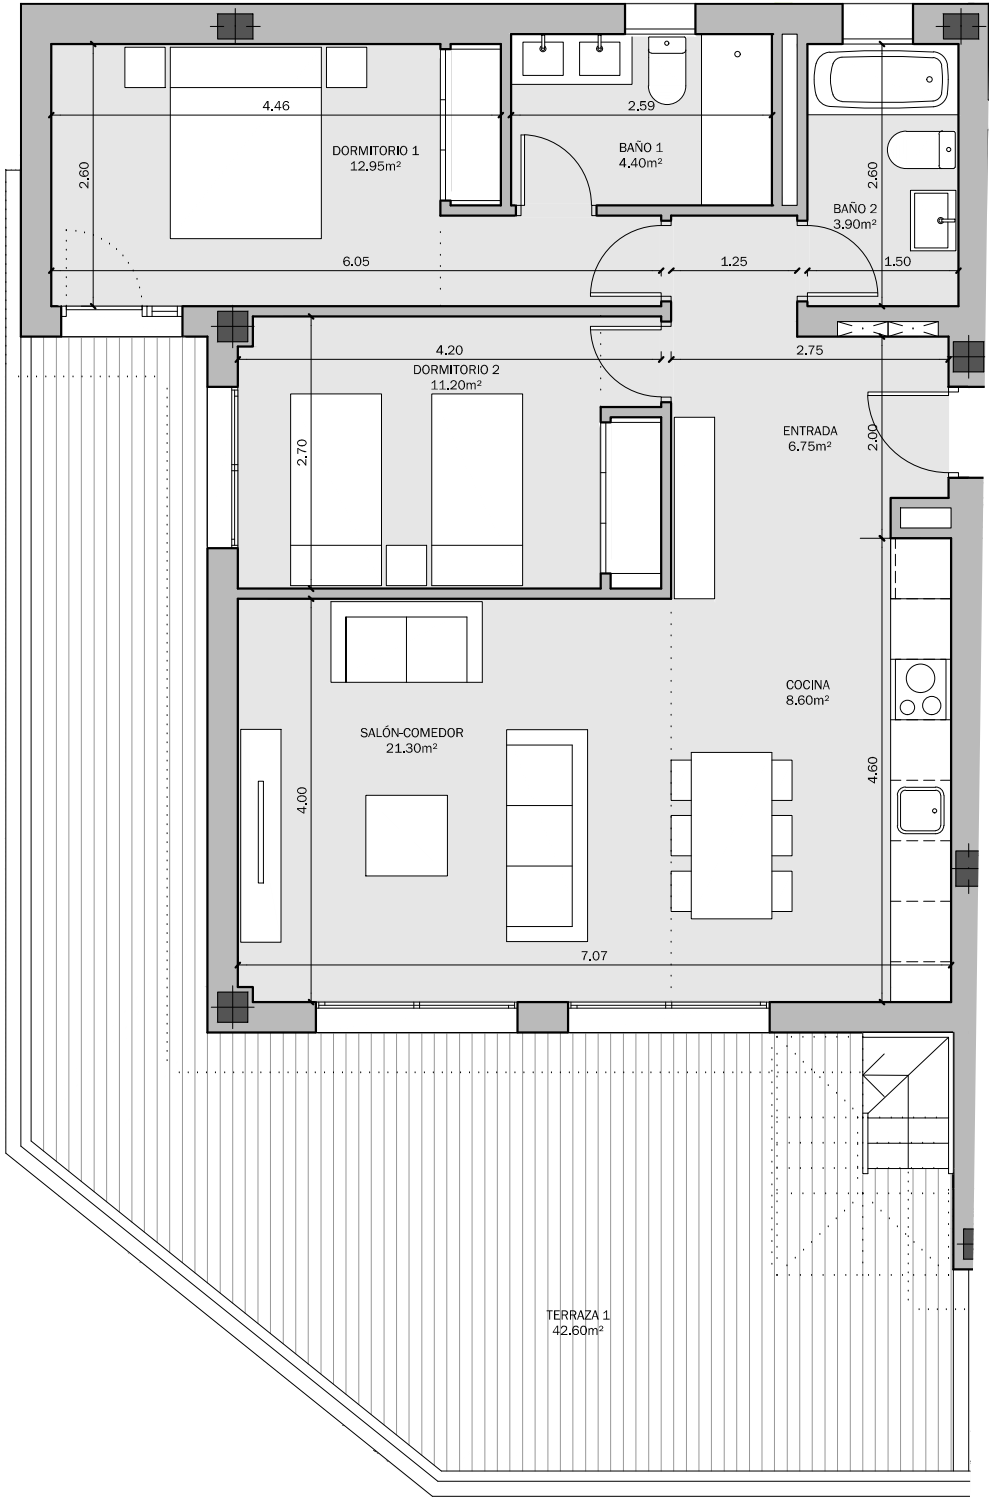 4.46
2.59
DORMITORIO 1
12.95m²
BAÑO 1
4.40m²
2.60
2.60
BAÑO 2
3.90m²
6.05
1.25
1.50
4.20
2.75
DORMITORIO 2
11.20m²
ENTRADA
6.75m²
2.00
2.70
COCINA
8.60m²
SALÓN-COMEDOR
21.30m²
4.60
4.00
7.07
TERRAZA 1
42.60m²